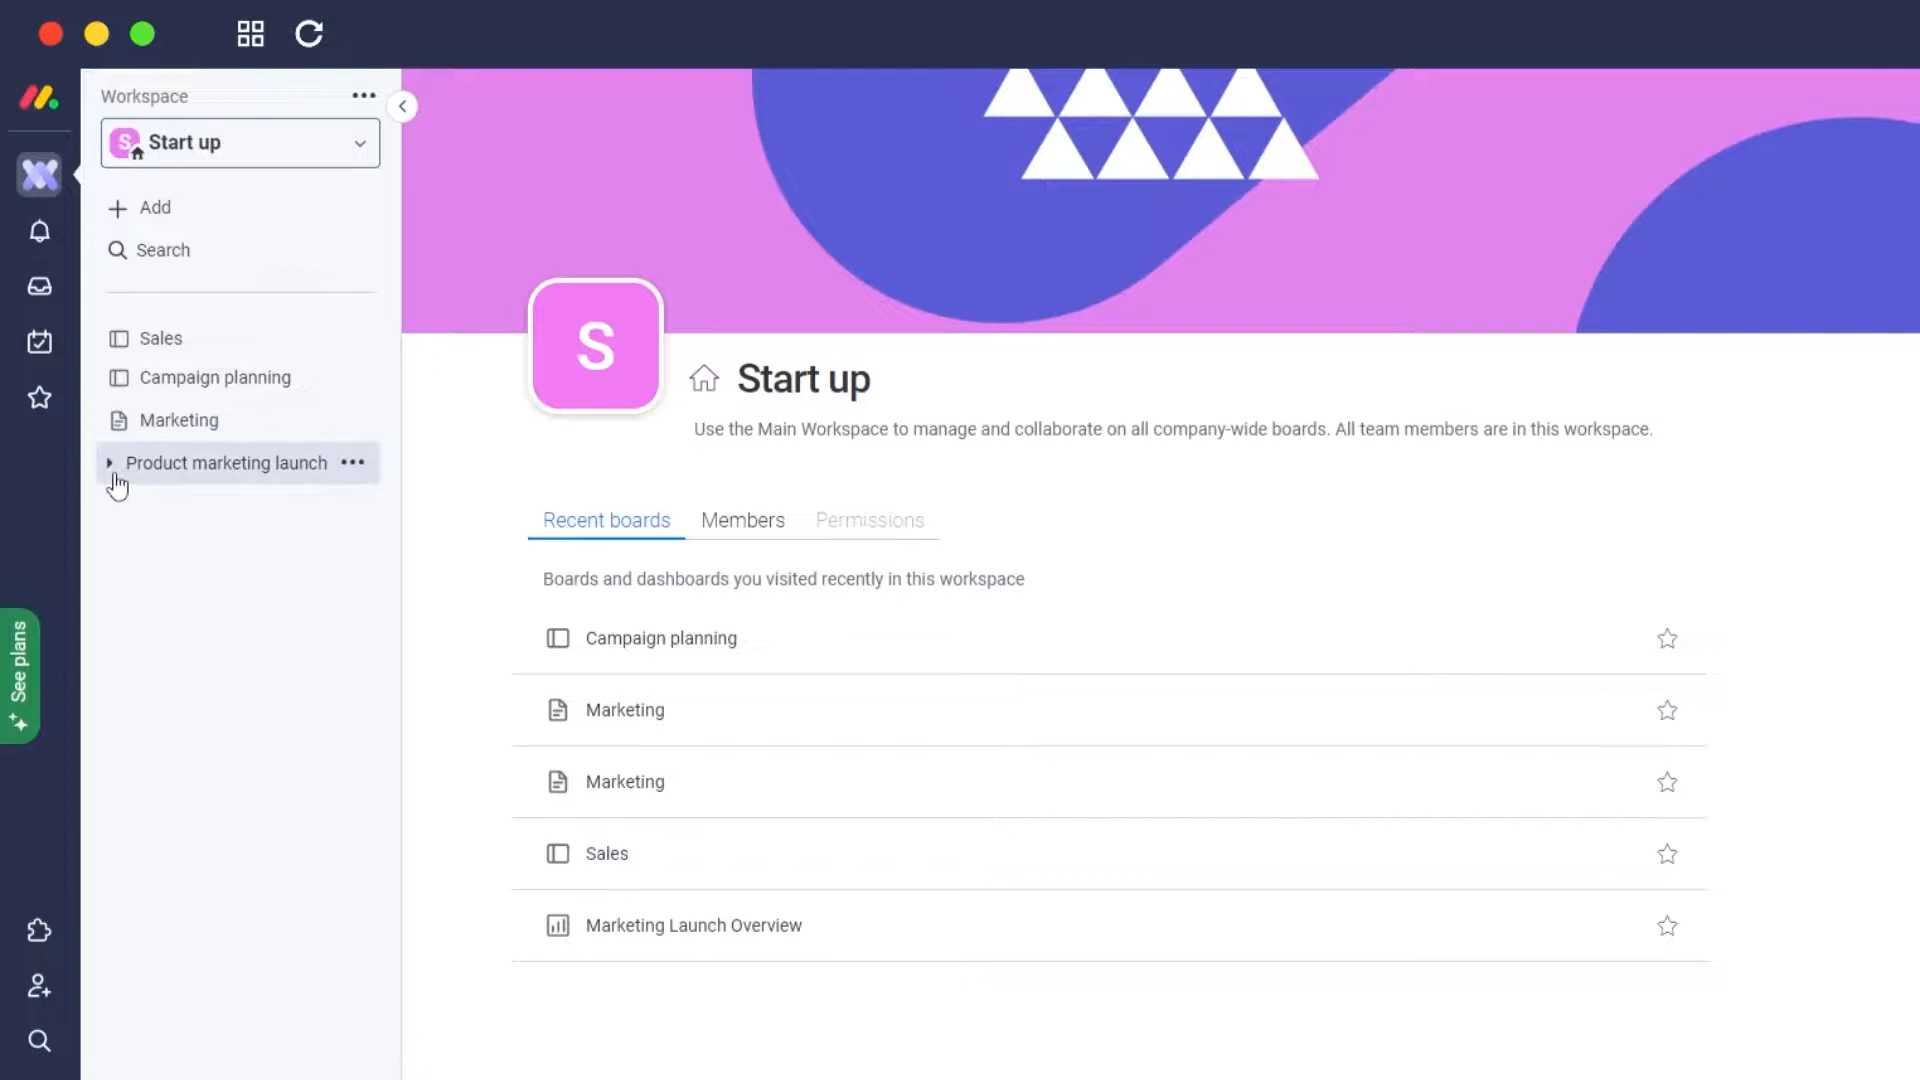 Workspace
S Start up
Add
Search
Sales
Campaign planning
Marketing
Product marketing launch
See plans
S
Start up
Use the Main Workspace to manage and collaborate on all company-wide boards. All team members are in this workspace.
Recent boards Members Permissions
Boards and dashboards you visited recently in this workspace
Campaign planning
Marketing
Marketing
Sales
Marketing Launch Overview